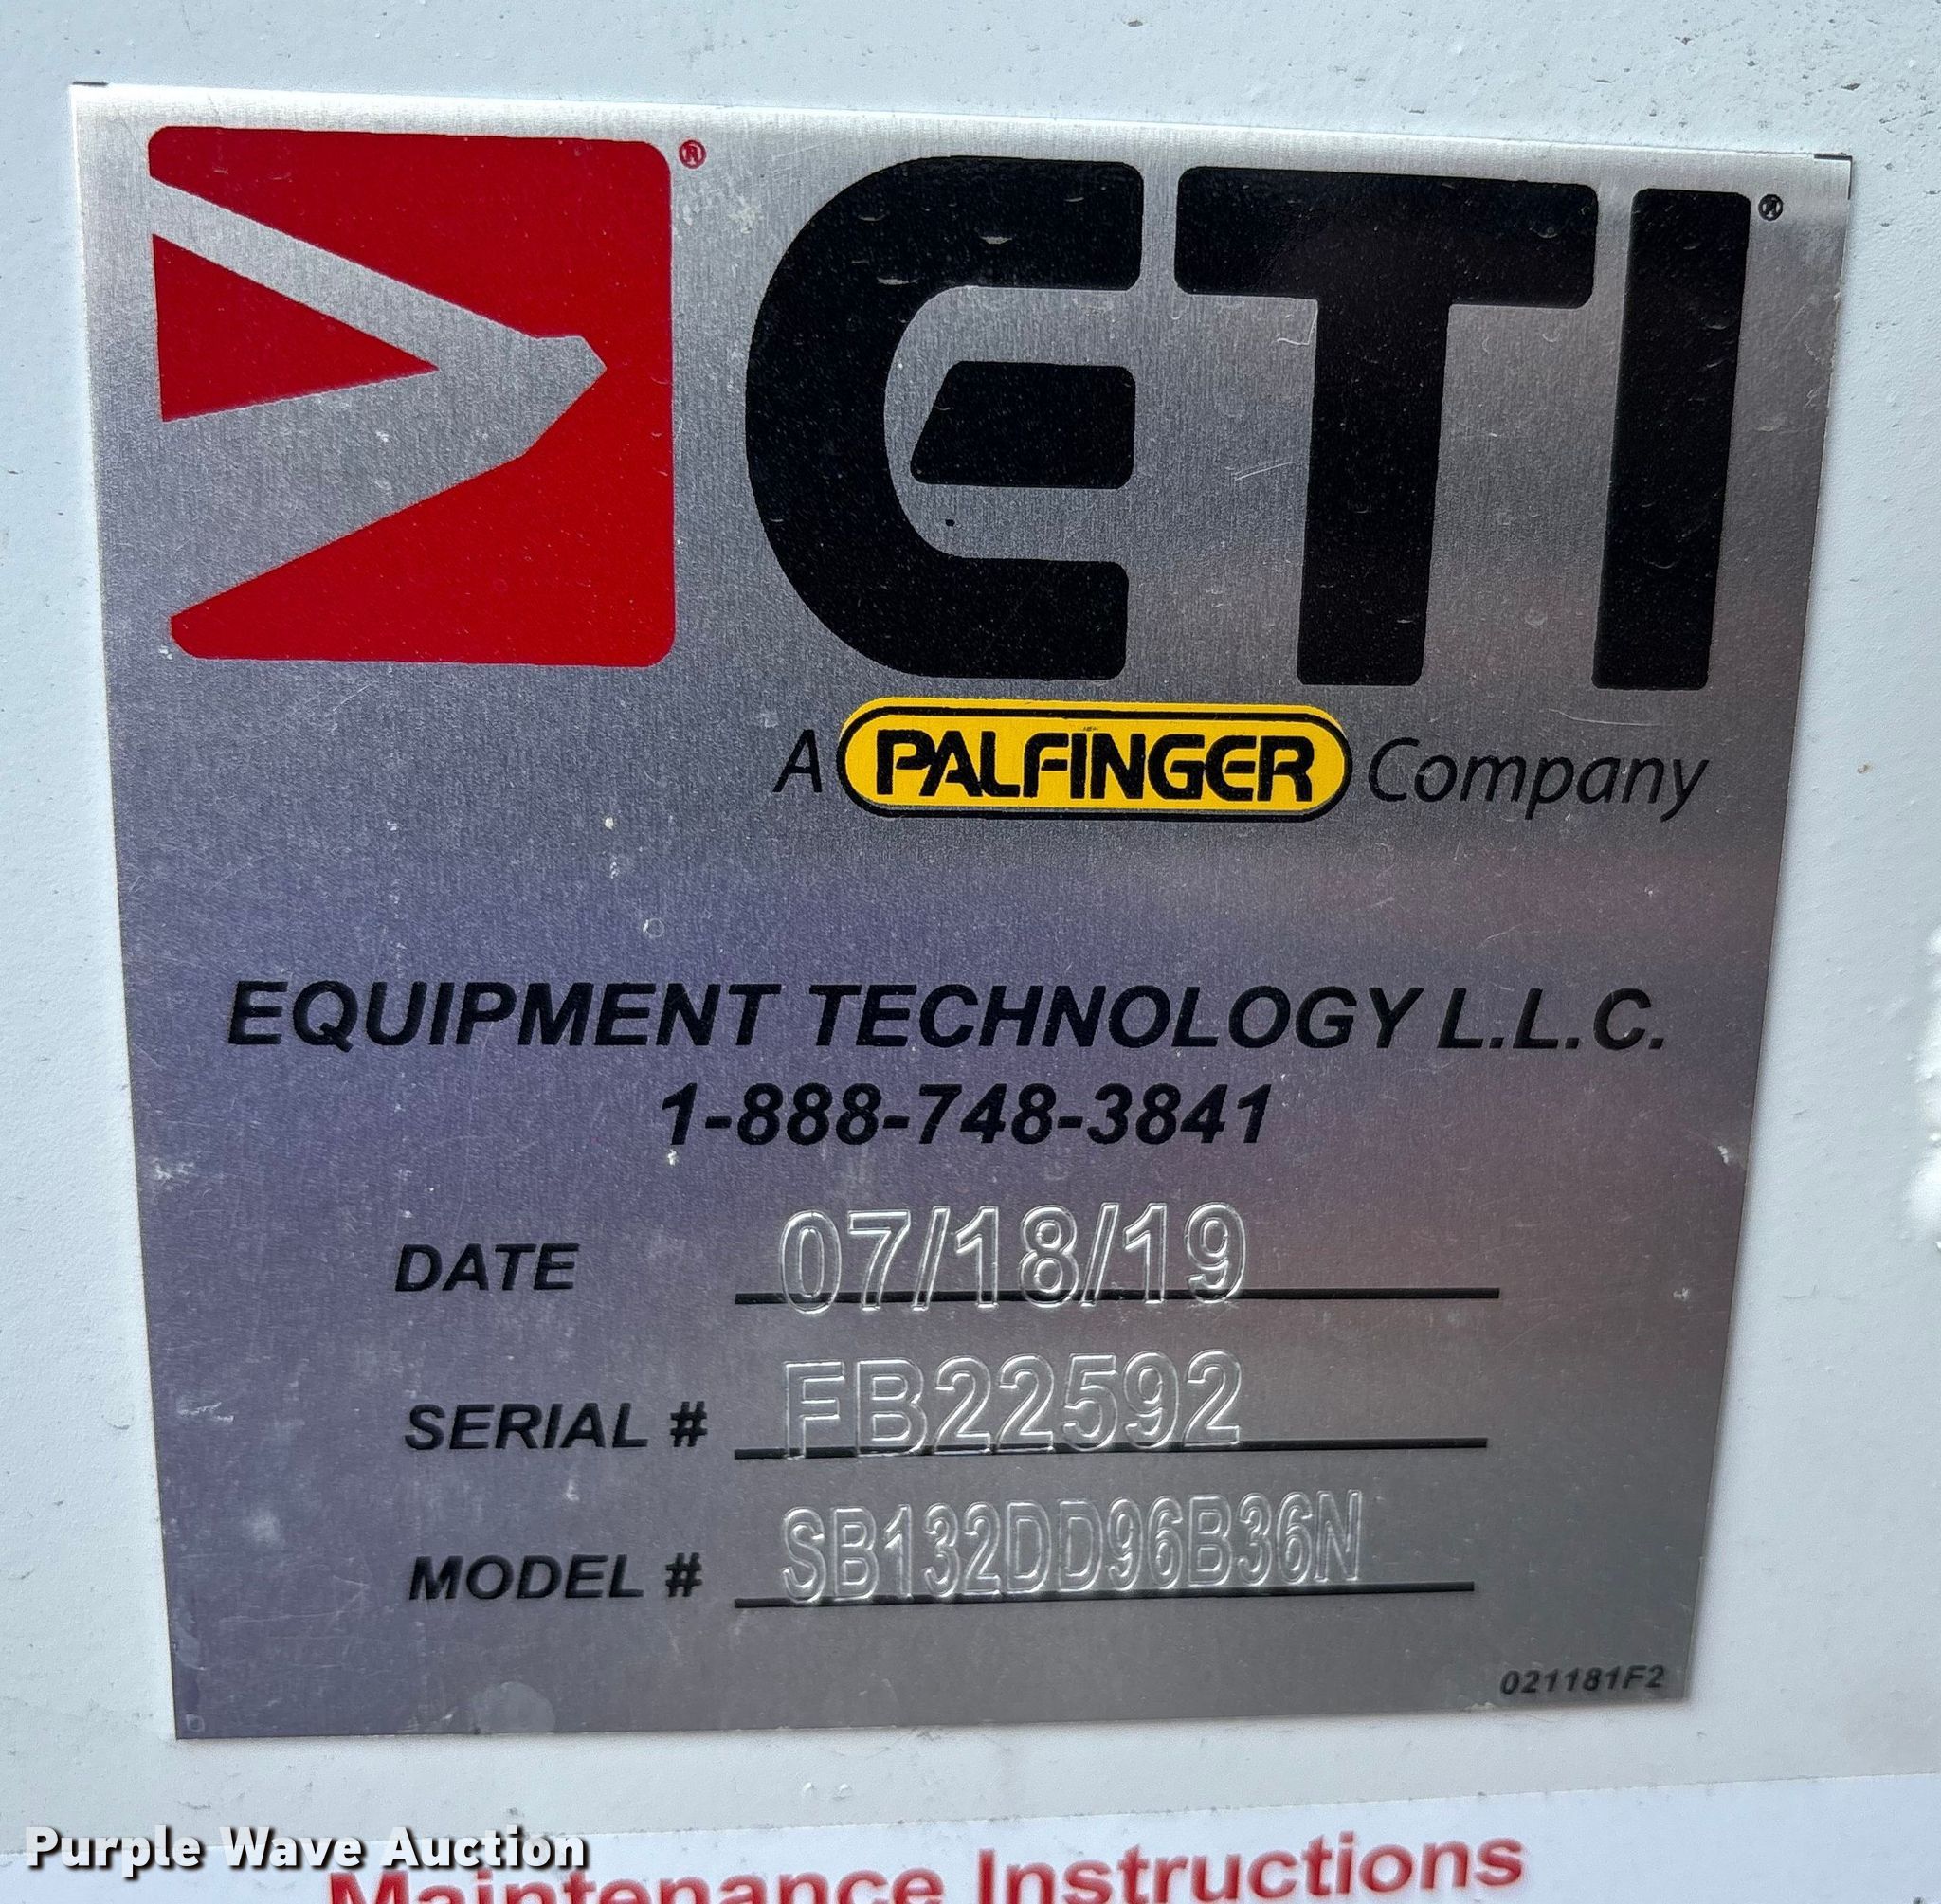 ®
ETI ®
A PALFINGER Company
EQUIPMENT TECHNOLOGY L.L.C.
1-888-748-3841
DATE 07/18/19
SERIAL # FB22592
MODEL # SB132DD96B36N
021181F2
Purple Wave Auction
Maintenance Instructions